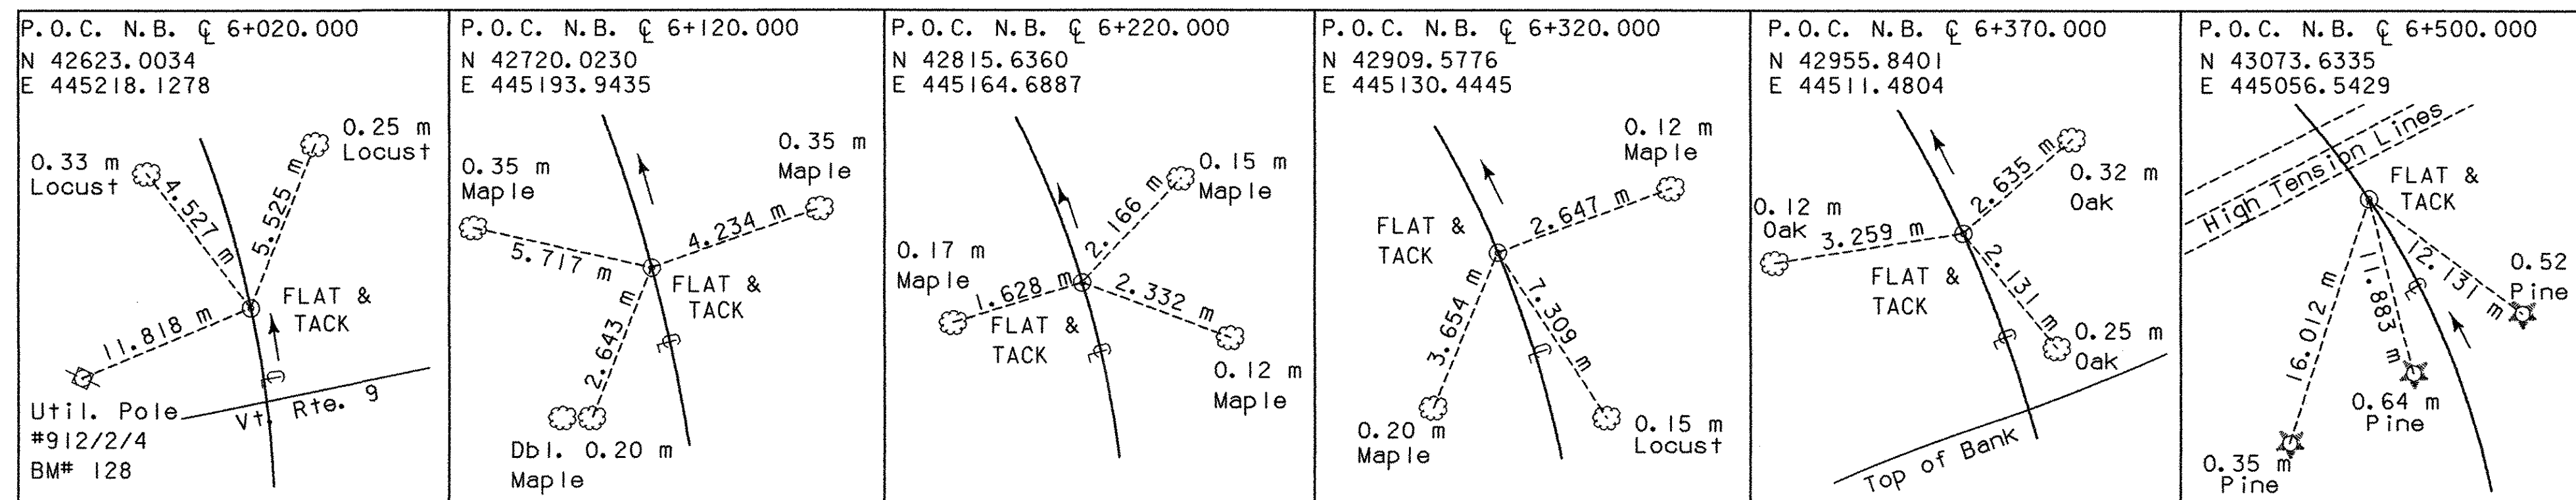 P.O.C. N.B. ℄ 6+020.000
N 42623.0034
E 445218.1278
0.25 m
Locust
0.33 m
Locust
4.527 m
5.525 m
FLAT &
TACK
11.818 m
℄
Util. Pole
#912/2/4
BM# 128
Vt. Rte. 9
P.O.C. N.B. ℄ 6+120.000
N 42720.0230
E 445193.9435
0.35 m
Maple
0.35 m
Maple
4.234 m
5.717 m
FLAT &
TACK
2.643 m
℄
Dbl. 0.20 m
Maple
P.O.C. N.B. ℄ 6+220.000
N 42815.6360
E 445164.6887
0.15 m
Maple
2.166 m
0.17 m
Maple
1.628 m
2.332 m
FLAT &
TACK
℄
0.12 m
Maple
P.O.C. N.B. ℄ 6+320.000
N 42909.5776
E 445130.4445
0.12 m
Maple
2.647 m
FLAT &
TACK
3.654 m
7.309 m
℄
0.20 m
Maple
0.15 m
Locust
P.O.C. N.B. ℄ 6+370.000
N 42955.8401
E 44511.4804
2.635 m
0.32 m
Oak
0.12 m
Oak
3.259 m
FLAT &
TACK
2.131 m
℄
0.25 m
Oak
Top of Bank
P.O.C. N.B. ℄ 6+500.000
N 43073.6335
E 445056.5429
High Tension Lines
FLAT &
TACK
12.131 m
0.52
Pine
16.012 m
11.883 m
℄
0.64 m
Pine
0.35 m
Pine